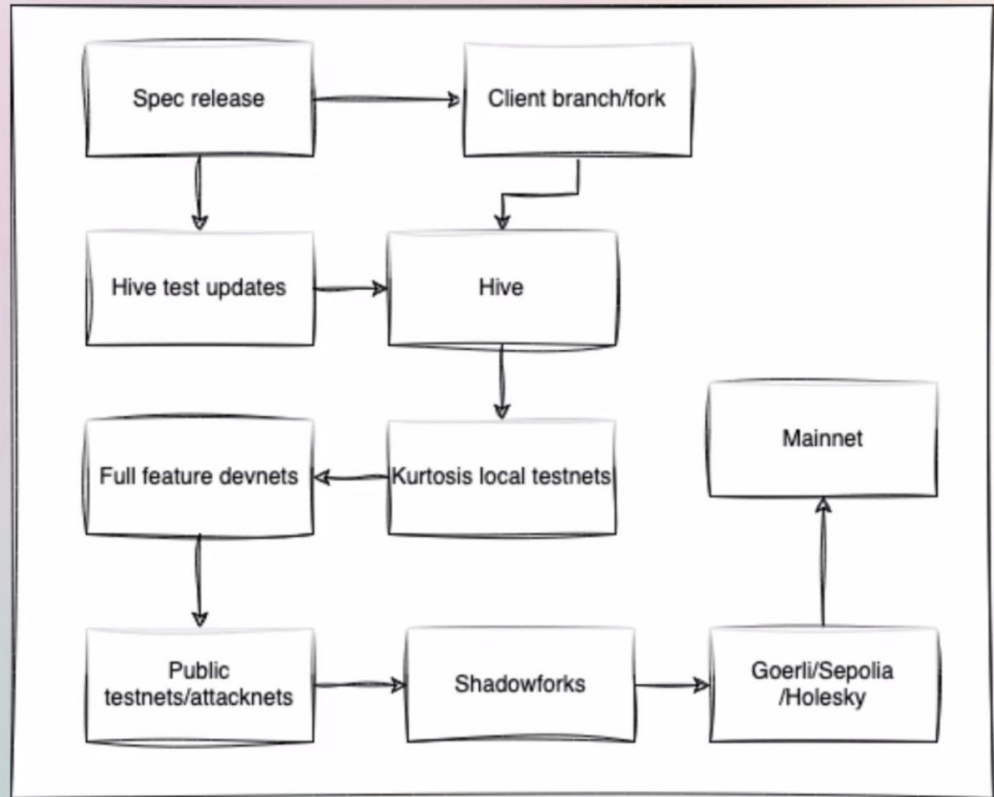 Spec release
Client branch/fork
Hive test updates
Hive
Full feature devnets
Kurtosis local testnets
Mainnet
Public
testnets/attacknets
Shadowforks
Goerli/Sepolia
/Holesky